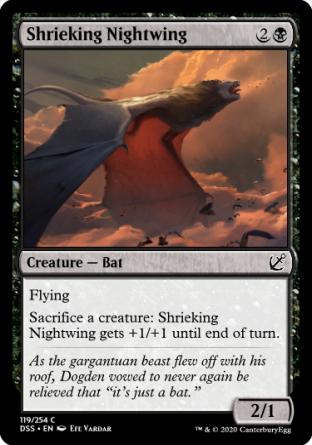 Shrieking Nightwing 2
Creature — Bat
Flying
Sacrifice a creature: Shrieking
Nightwing gets +1/+1 until end of turn.
As the gargantuan beast flew off with his
roof, Dogden vowed to never again be
relieved that “it’s just a bat.”
2/1
119/254 C
DSS • EN Efe Vardar ™ & © 2020 CanterburyEgg